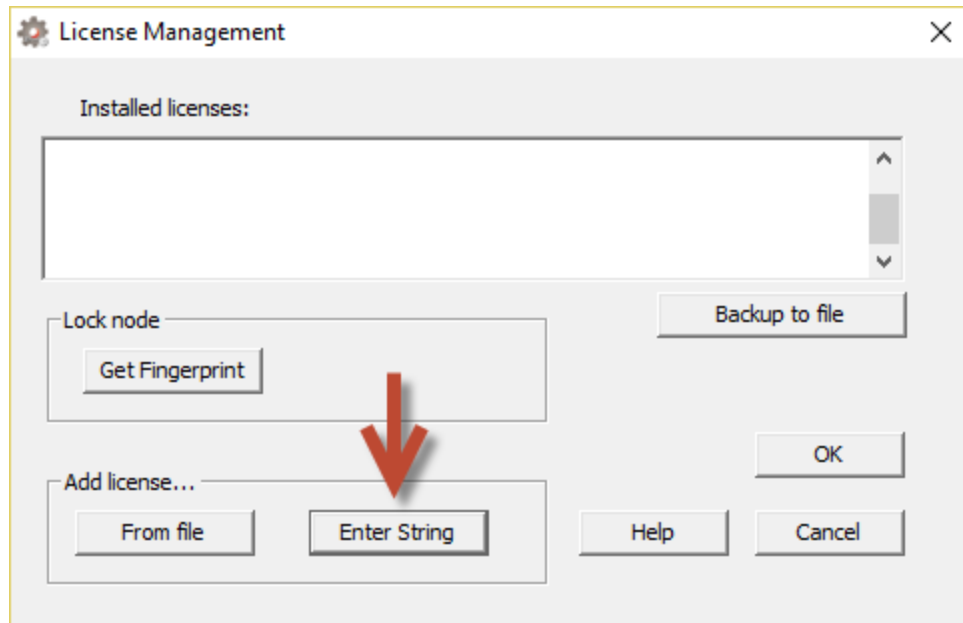 License Management
Installed licenses:
Backup to file
Lock node
Get Fingerprint
OK
Add license...
From file
Enter String
Help
Cancel